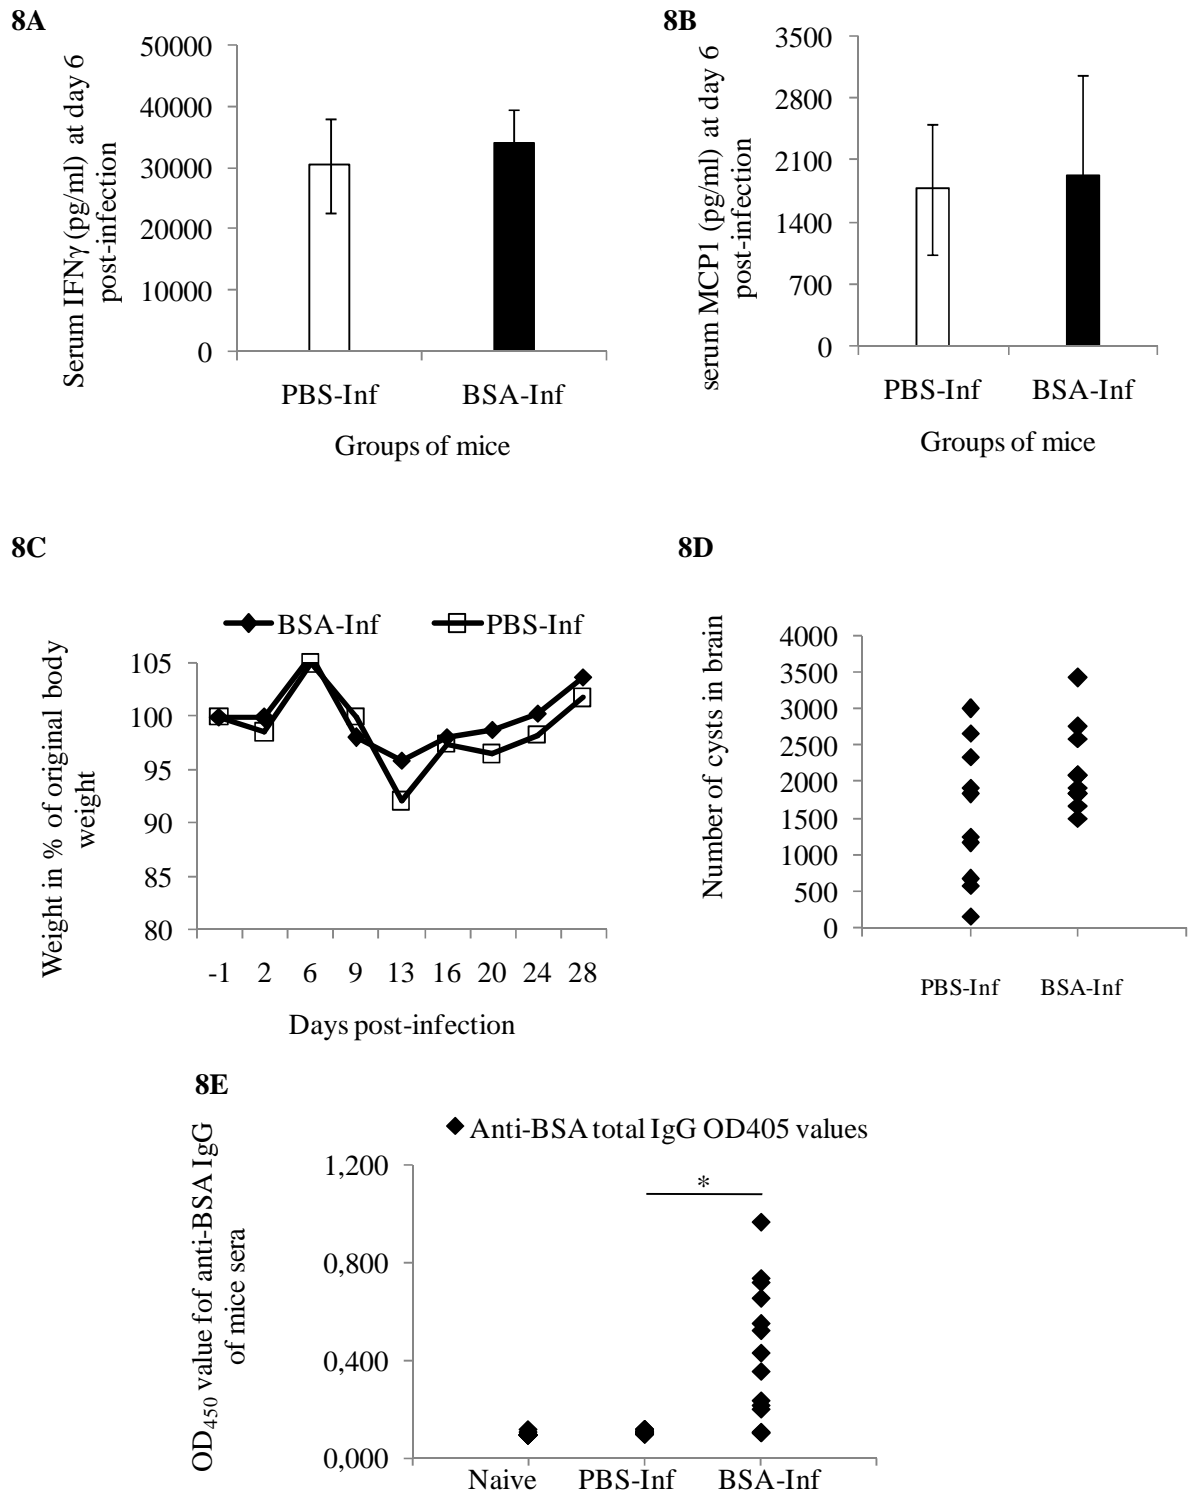 8A
Serum IFNγ (pg/ml) at day 6
post-infection
50000
40000
30000
20000
10000
0
PBS-Inf BSA-Inf
Groups of mice
8B
serum MCP1 (pg/ml) at day 6
post-infection
3500
2800
2100
1400
700
0
PBS-Inf BSA-Inf
Groups of mice
8C
BSA-Inf PBS-Inf
Weight in % of original body
weight
105
100
95
90
85
80
-1 2 6 9 13 16 20 24 28
Days post-infection
8D
Number of cysts in brain
4000
3500
3000
2500
2000
1500
1000
500
0
PBS-Inf BSA-Inf
8E
Anti-BSA total IgG OD405 values
OD450 value fof anti-BSA IgG
of mice sera
1,200
0,800
0,400
0,000
*
Naive PBS-Inf BSA-Inf